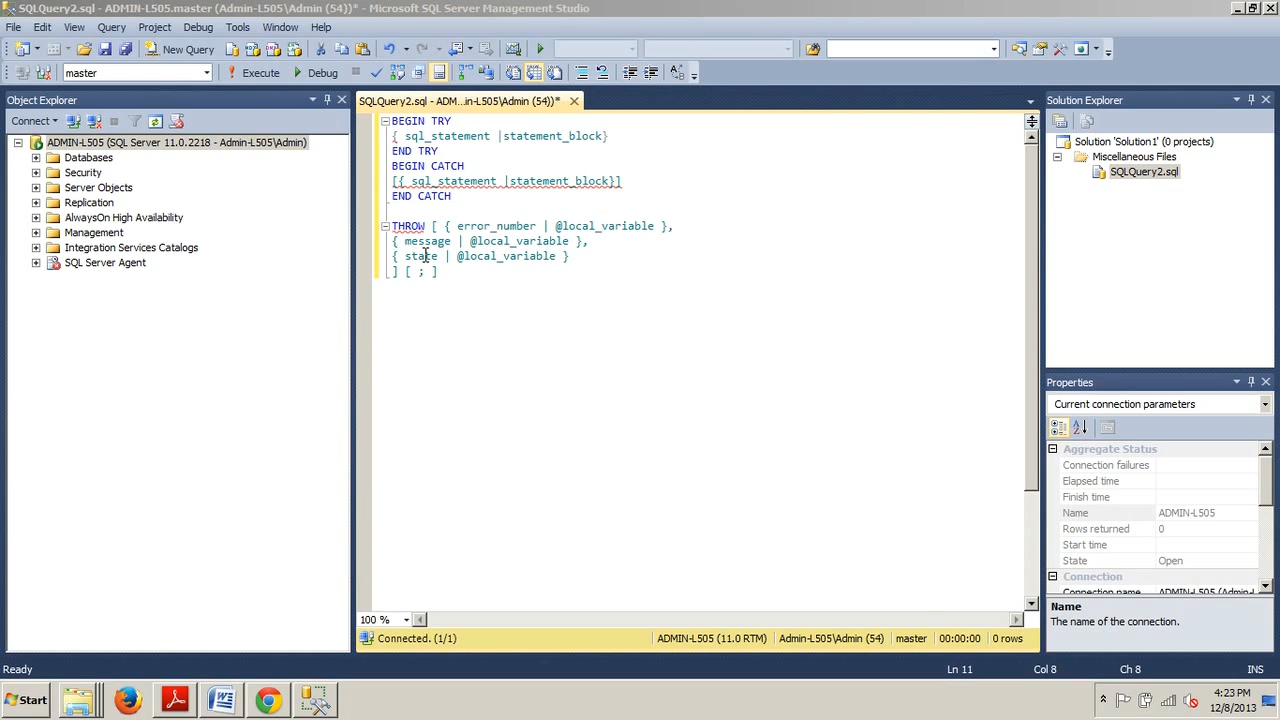 SQLQuery2.sql - ADMIN-L505.master (Admin-L505\Admin (54))* - Microsoft SQL Server Management Studio
File Edit View Query Project Debug Tools Window Help
New Query
master Execute Debug
Object Explorer
Connect
ADMIN-L505 (SQL Server 11.0.2218 - Admin-L505\Admin)
Databases
Security
Server Objects
Replication
AlwaysOn High Availability
Management
Integration Services Catalogs
SQL Server Agent
SQLQuery2.sql - ADM...in-L505\Admin (54))*
BEGIN TRY
{ sql_statement |statement_block}
END TRY
BEGIN CATCH
[{ sql_statement |statement_block}]
END CATCH
THROW [ { error_number | @local_variable },
{ message | @local_variable },
{ state | @local_variable }
] [ ; ]
100 %
Connected. (1/1) ADMIN-L505 (11.0 RTM) Admin-L505\Admin (54) master 00:00:00 0 rows
Solution Explorer
Solution 'Solution1' (0 projects)
Miscellaneous Files
SQLQuery2.sql
Properties
Current connection parameters
Aggregate Status
Connection failures
Elapsed time
Finish time
Name ADMIN-L505
Rows returned 0
Start time
State Open
Connection
Connection name ADMIN-L505 (Admin-L
Name
The name of the connection.
Ready Ln 11 Col 8 Ch 8 INS
Start
4:23 PM
12/8/2013